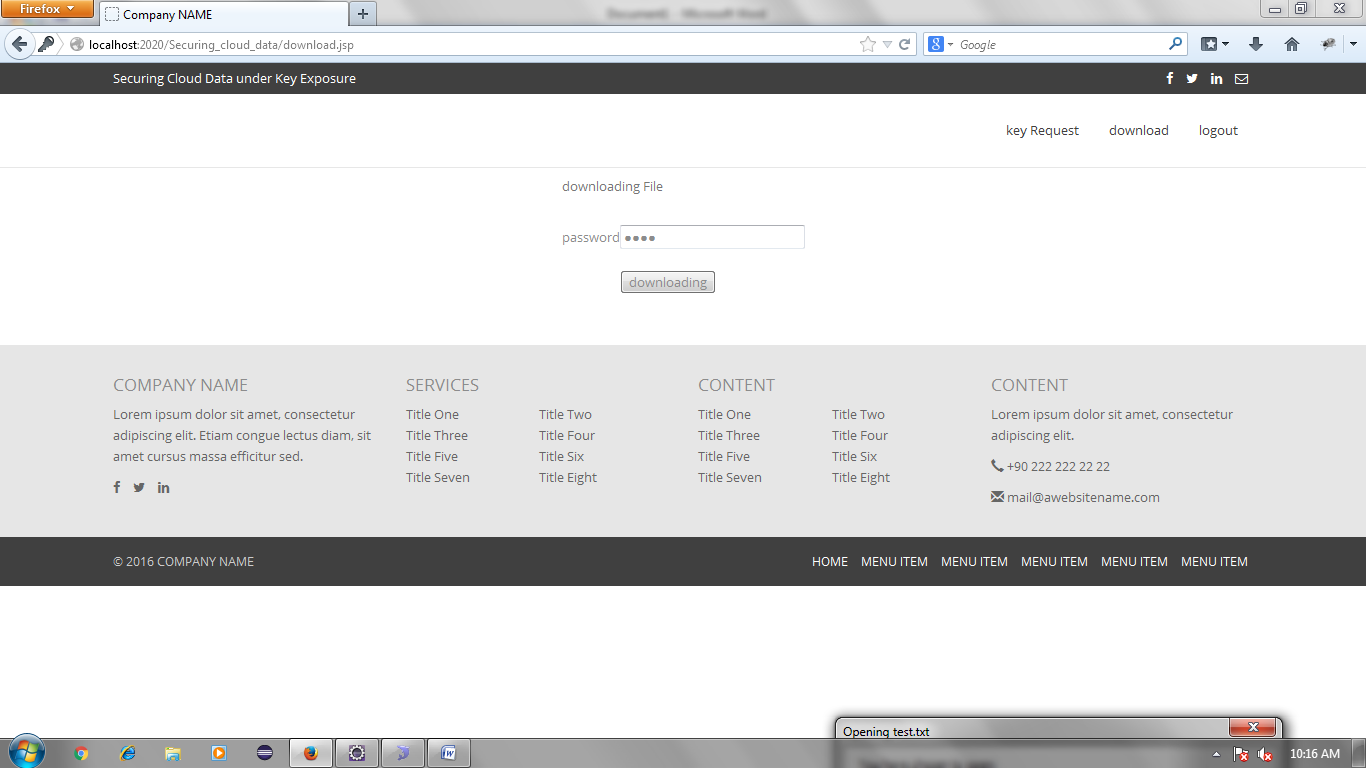 Firefox
Company NAME
Document1 - Microsoft Word
localhost:2020/Securing_cloud_data/download.jsp
Google
Securing Cloud Data under Key Exposure
key Request download logout
downloading File
password
downloading
COMPANY NAME
Lorem ipsum dolor sit amet, consectetur
adipiscing elit. Etiam congue lectus diam, sit
amet cursus massa efficitur sed.
SERVICES
Title One Title Two
Title Three Title Four
Title Five Title Six
Title Seven Title Eight
CONTENT
Title One Title Two
Title Three Title Four
Title Five Title Six
Title Seven Title Eight
CONTENT
Lorem ipsum dolor sit amet, consectetur
adipiscing elit.
+90 222 222 22 22
mail@awebsitename.com
© 2016 COMPANY NAME
HOME MENU ITEM MENU ITEM MENU ITEM MENU ITEM MENU ITEM
Opening test.txt
10:16 AM